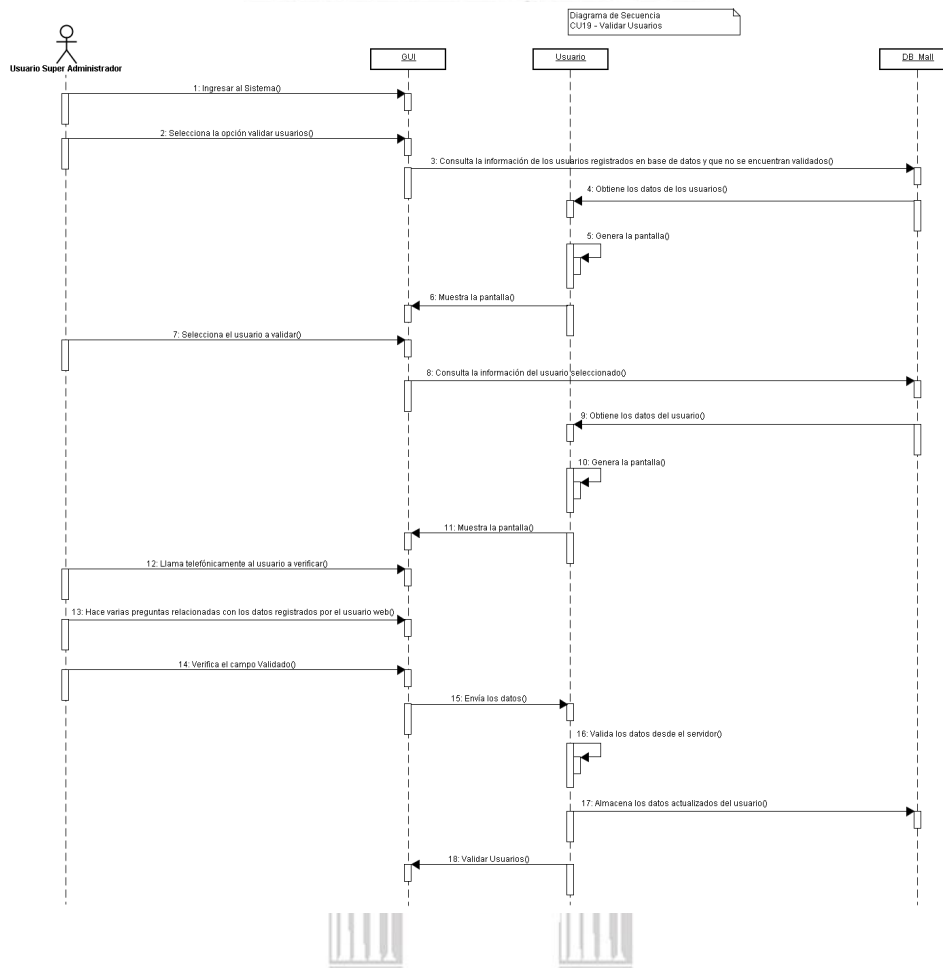 Diagrama de Secuencia
CU19 - Validar Usuarios
Usuario Super Administrador
GUI
Usuario
DB_Mall
1: Ingresar al Sistema()
2: Selecciona la opción validar usuarios()
3: Consulta la información de los usuarios registrados en base de datos y que no se encuentran validados()
4: Obtiene los datos de los usuarios()
5: Genera la pantalla()
6: Muestra la pantalla()
7: Selecciona el usuario a validar()
8: Consulta la información del usuario seleccionado()
9: Obtiene los datos del usuario()
10: Genera la pantalla()
11: Muestra la pantalla()
12: Llama telefónicamente al usuario a verificar()
13: Hace varias preguntas relacionadas con los datos registrados por el usuario web()
14: Verifica el campo Validado()
15: Envía los datos()
16: Valida los datos desde el servidor()
17: Almacena los datos actualizados del usuario()
18: Validar Usuarios()